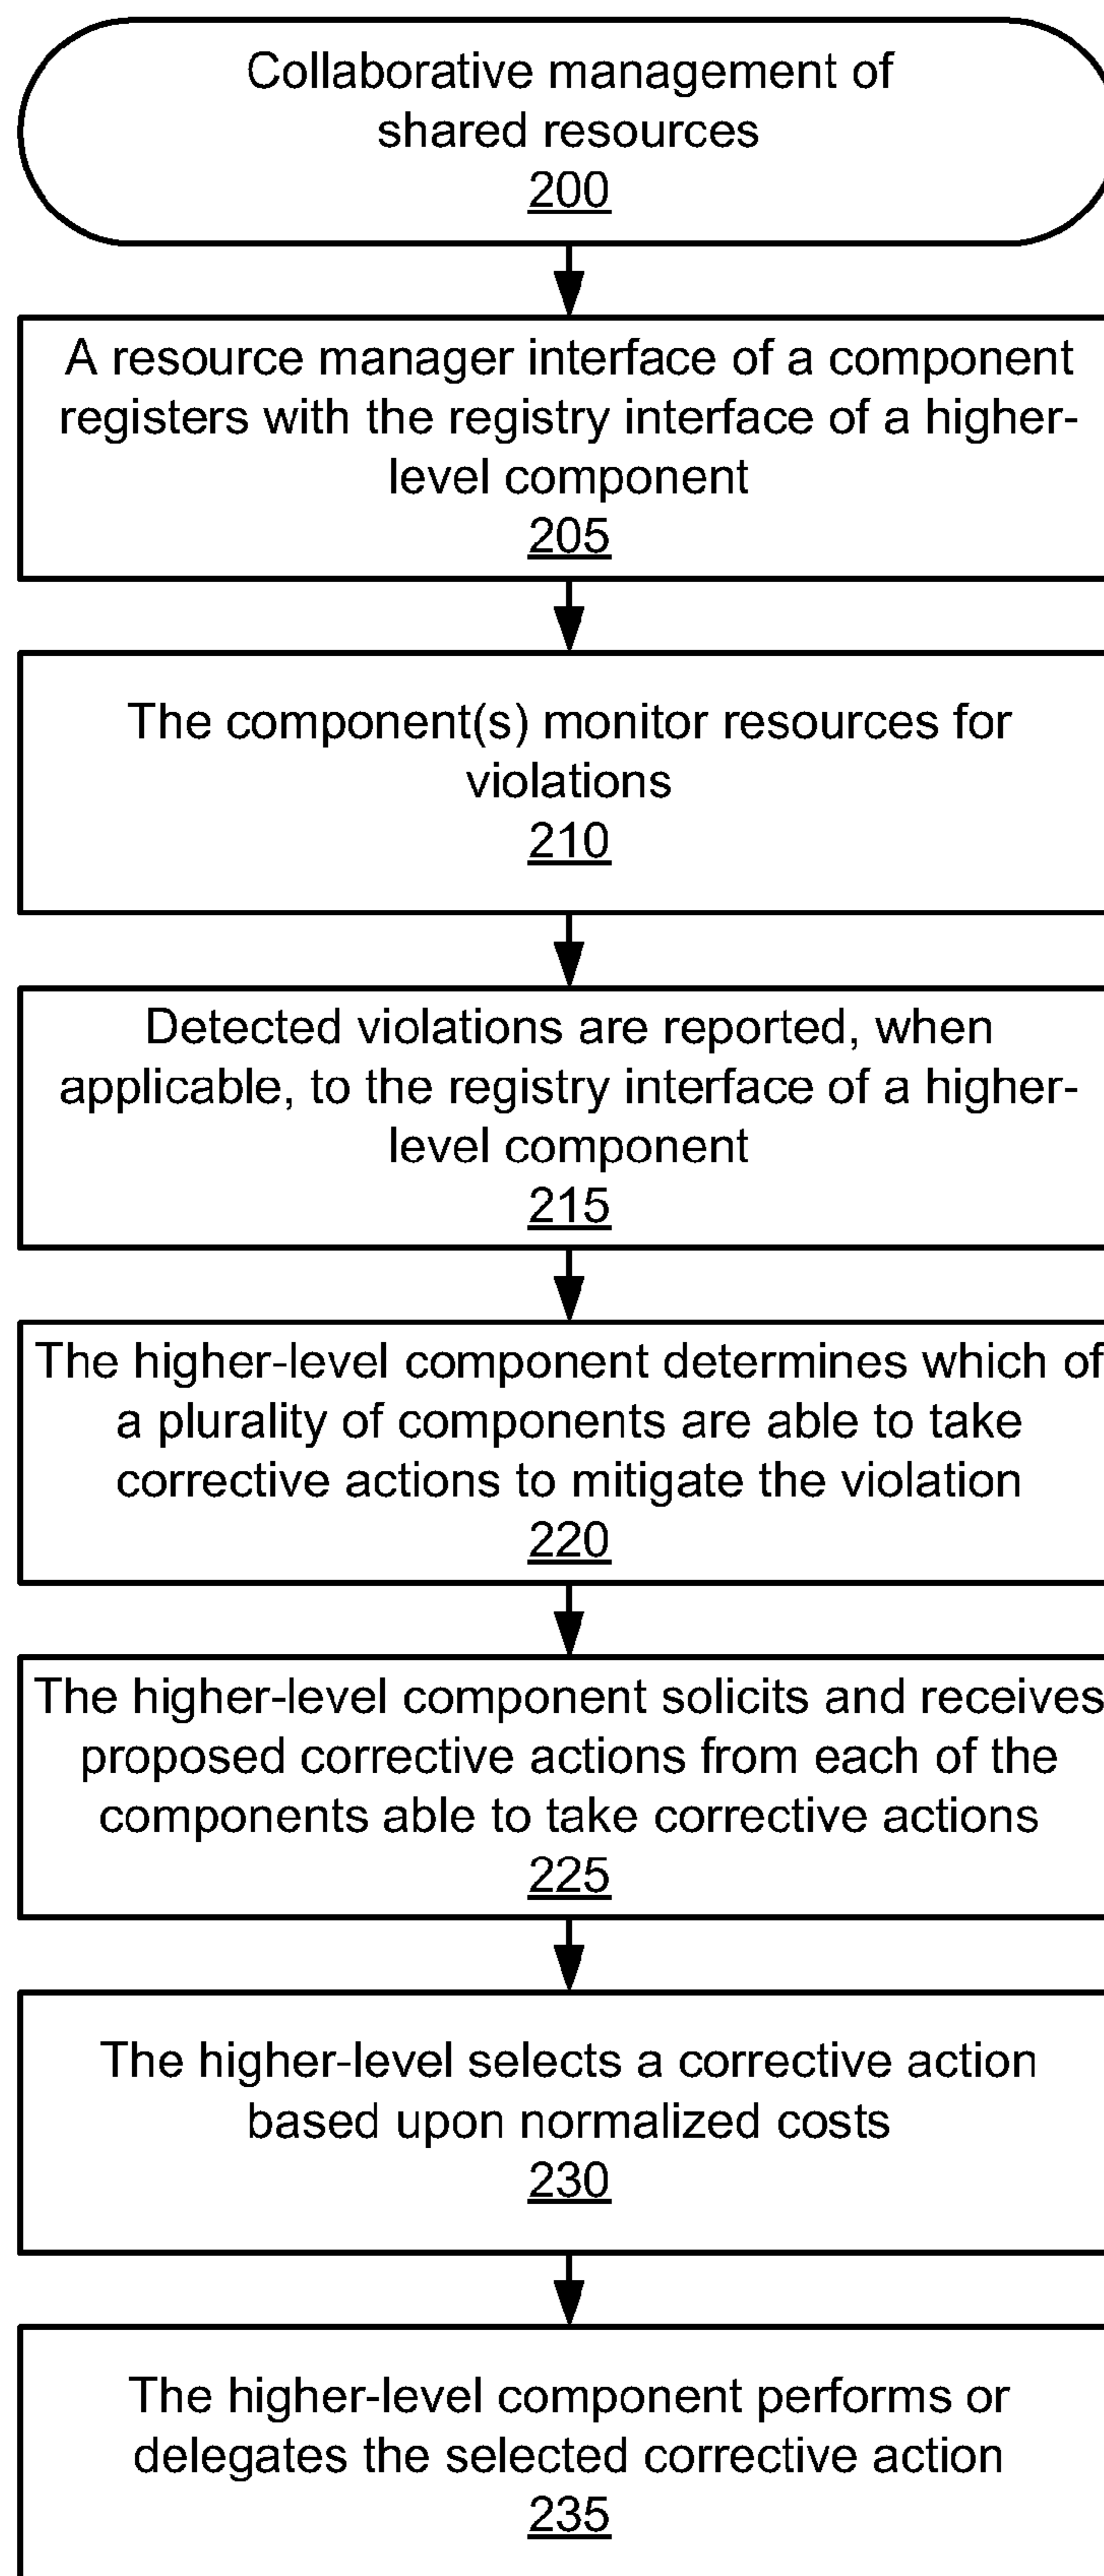 Collaborative management of
shared resources
200
A resource manager interface of a component
registers with the registry interface of a higher-
level component
205
The component(s) monitor resources for
violations
210
Detected violations are reported, when
applicable, to the registry interface of a higher-
level component
215
The higher-level component determines which of
a plurality of components are able to take
corrective actions to mitigate the violation
220
The higher-level component solicits and receives
proposed corrective actions from each of the
components able to take corrective actions
225
The higher-level selects a corrective action
based upon normalized costs
230
The higher-level component performs or
delegates the selected corrective action
235